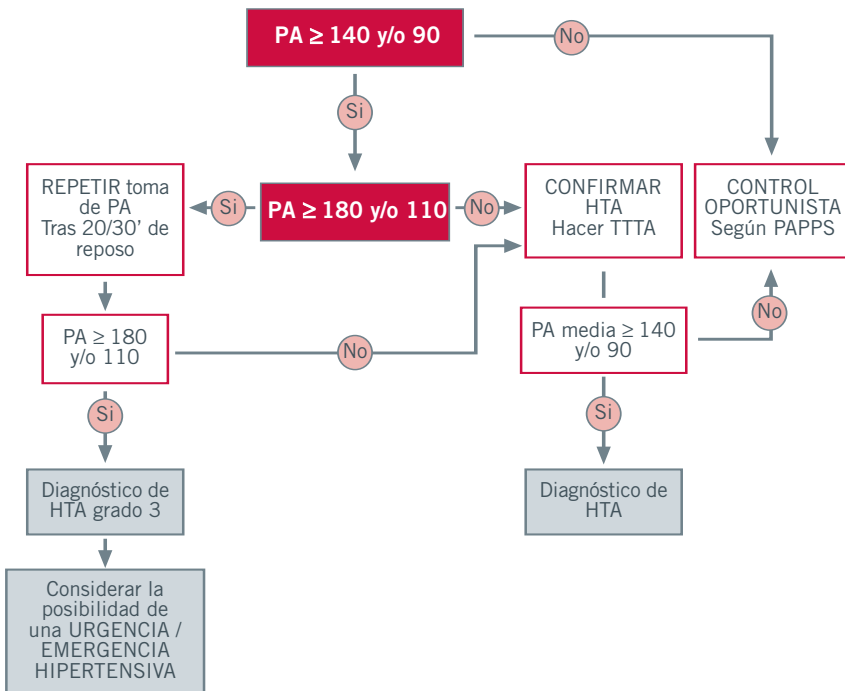 PA ≥ 140 y/o 90
No
Si
REPETIR toma
de PA
Tras 20/30’ de
reposo
Si
PA ≥ 180 y/o 110
No
CONFIRMAR
HTA
Hacer TTTA
CONTROL
OPORTUNISTA
Según PAPPS
PA ≥ 180
y/o 110
No
PA media ≥ 140
y/o 90
No
Si
Si
Diagnóstico de
HTA grado 3
Diagnóstico de
HTA
Considerar la
posibilidad de
una URGENCIA /
EMERGENCIA
HIPERTENSIVA